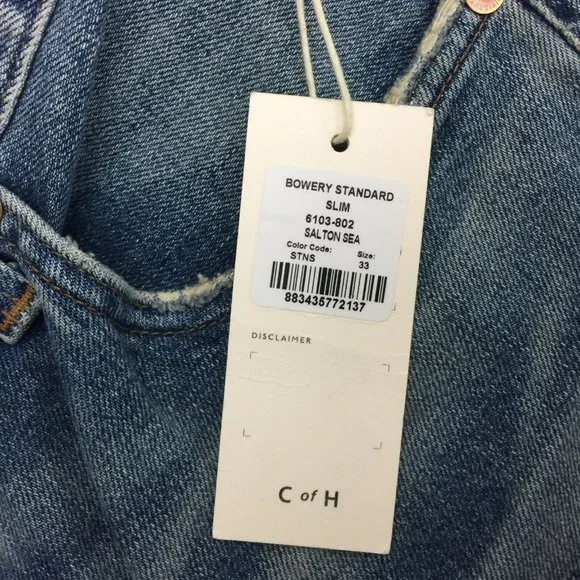 BOWERY STANDARD
SLIM
6103-802
SALTON SEA
Color Code: Size:
STNS 33
883435772137
DISCLAIMER
C of H